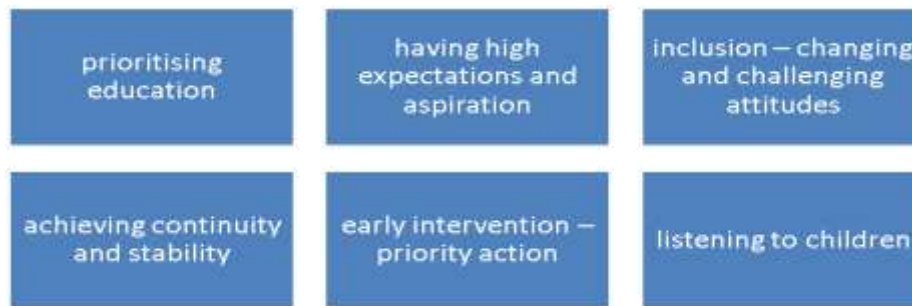 prioritising
education
having high
expectations and
aspiration
inclusion – changing
and challenging
attitudes
achieving continuity
and stability
early intervention –
priority action
listening to children